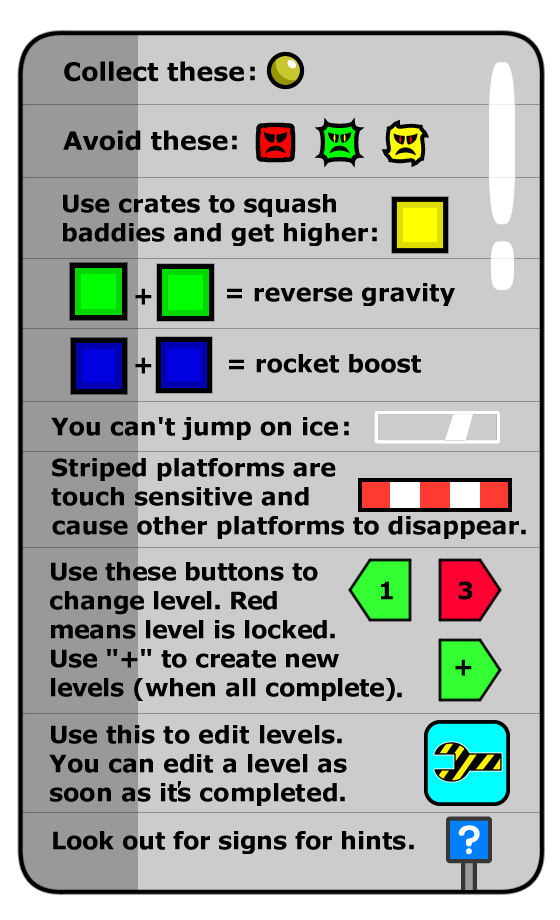 Collect these:
Avoid these:
Use crates to squash
baddies and get higher:
+ = reverse gravity
+ = rocket boost
You can't jump on ice:
Striped platforms are
touch sensitive and
cause other platforms to disappear.
Use these buttons to
change level. Red
means level is locked.
Use "+" to create new
levels (when all complete).
1 3
+
Use this to edit levels.
You can edit a level as
soon as it's completed.
Look out for signs for hints.
?